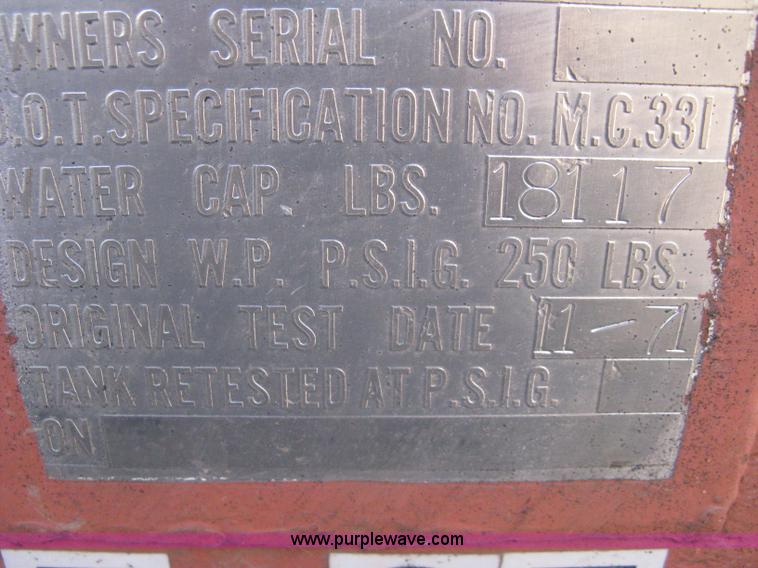 OWNERS SERIAL NO.
D.O.T. SPECIFICATION NO. M.C.331
WATER CAP. LBS. 18117
DESIGN W.P. P.S.I.G. 250 LBS.
ORIGINAL TEST DATE 11-71
TANK RETESTED AT P.S.I.G.
ON
www.purplewave.com